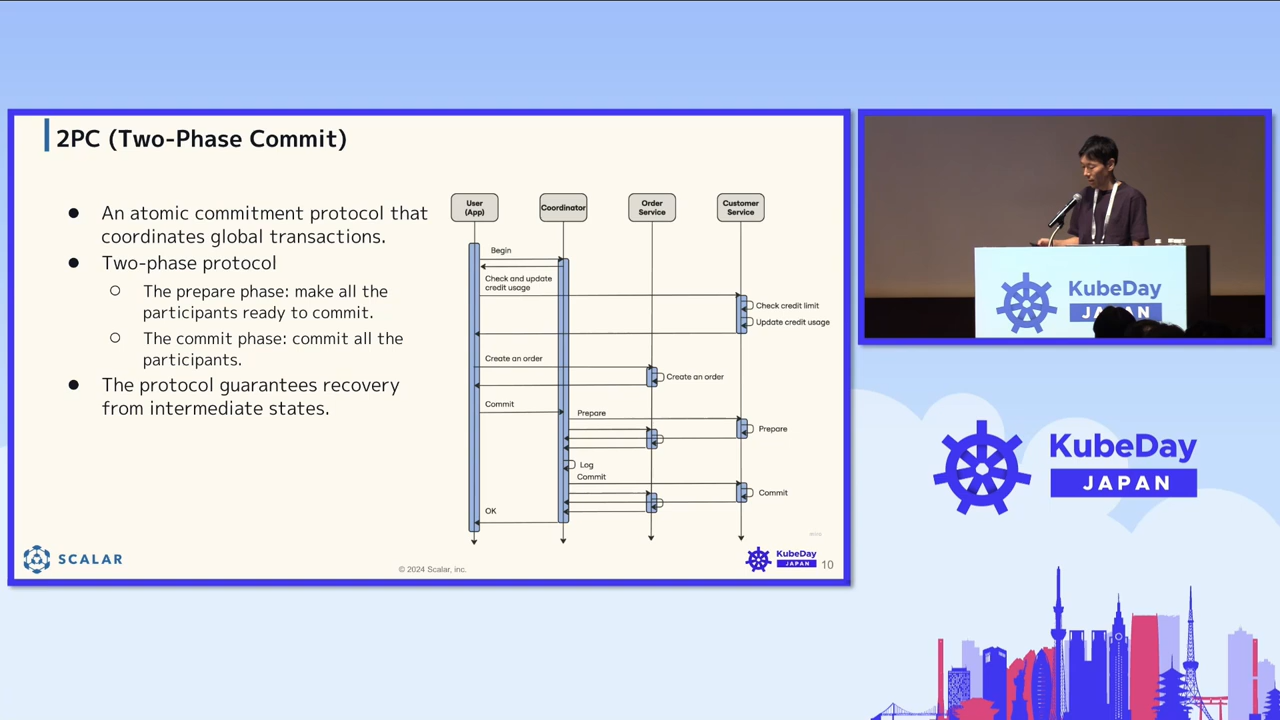 2PC (Two-Phase Commit)
● An atomic commitment protocol that
coordinates global transactions.
● Two-phase protocol
○ The prepare phase: make all the
participants ready to commit.
○ The commit phase: commit all the
participants.
● The protocol guarantees recovery
from intermediate states.
User
(App)
Coordinator
Order
Service
Customer
Service
Begin
Check and update
credit usage
Check credit limit
Update credit usage
Create an order
Create an order
Commit
Prepare
Prepare
Log
Commit
Commit
OK
SCALAR
© 2024 Scalar, inc.
KubeDay
JAPAN
10
KubeDay
JAPAN
KubeDay
JAPAN